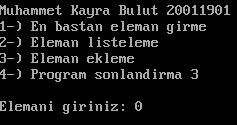 Muhammet Kayra Bulut 20011901
1-) En bastan eleman girme
2-) Eleman listeleme
3-) Eleman ekleme
4-) Program sonlandirma 3

Elemani giriniz: 0